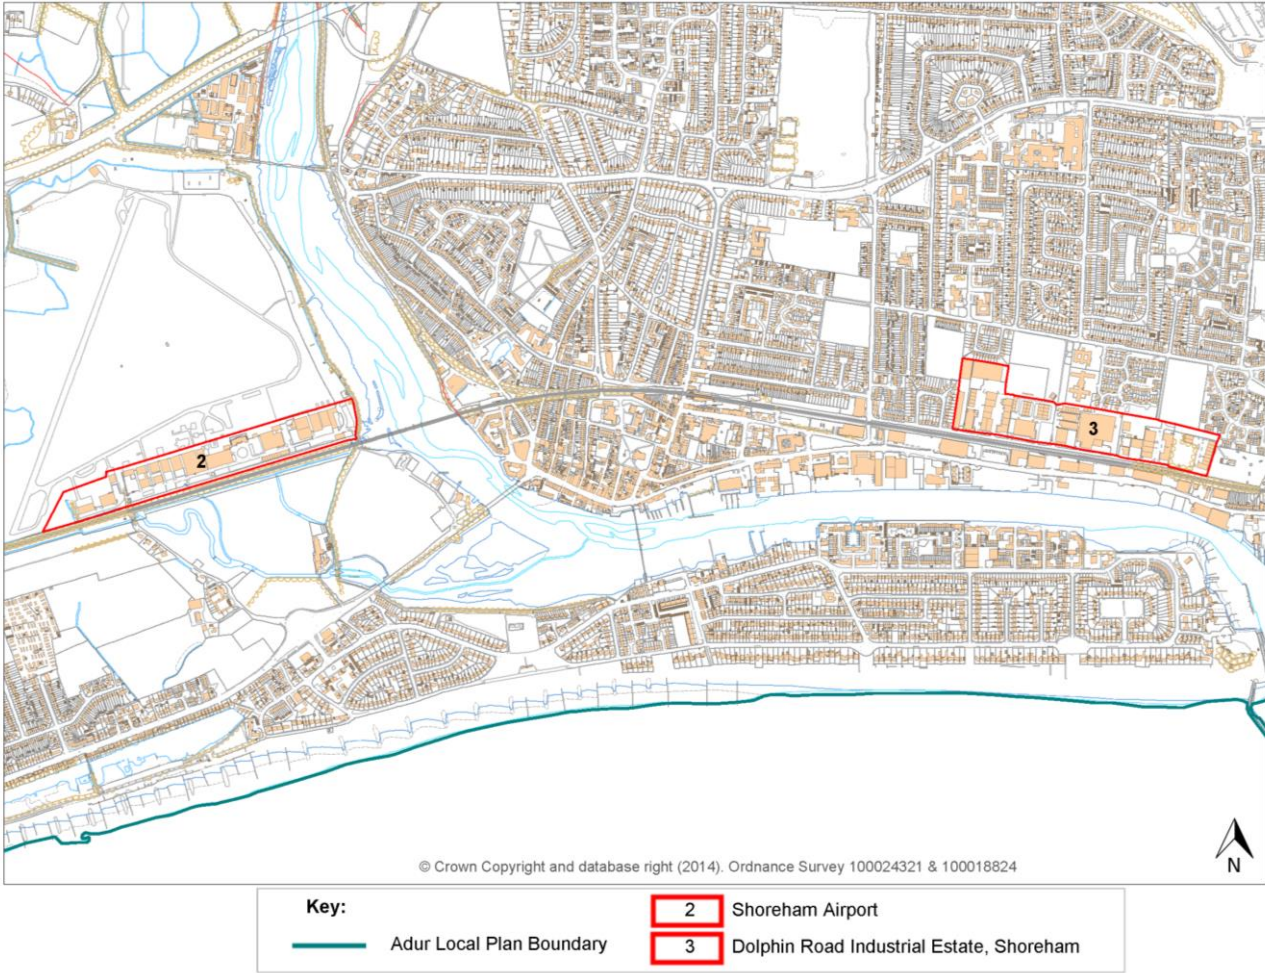 2
3
© Crown Copyright and database right (2014). Ordnance Survey 100024321 & 100018824
N
Key:
Adur Local Plan Boundary
2 Shoreham Airport
3 Dolphin Road Industrial Estate, Shoreham